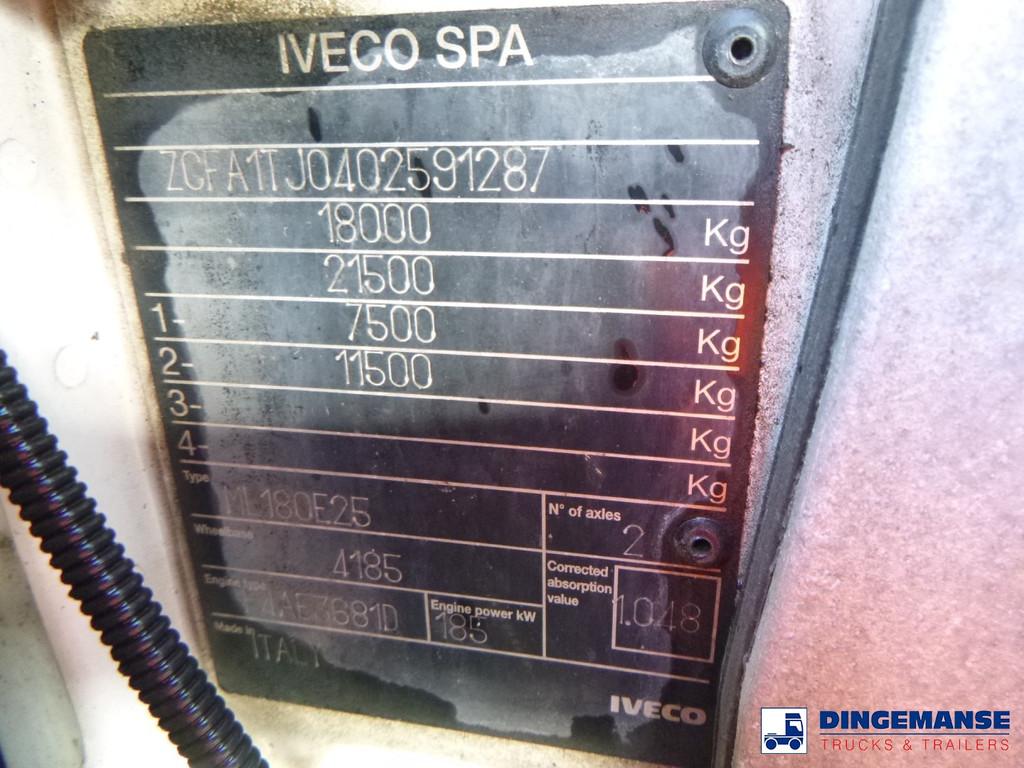 IVECO SPA
ZCFA1TJ0402591287
18000 Kg
21500 Kg
1- 7500 Kg
2- 11500 Kg
3- Kg
4- Kg
Type ML180E25
N° of axles 2
Wheelbase 4185
Corrected absorption value 1.048
Engine type
Engine power kW 185
Made in ITALY
IVECO
DINGEMANSE
TRUCKS & TRAILERS